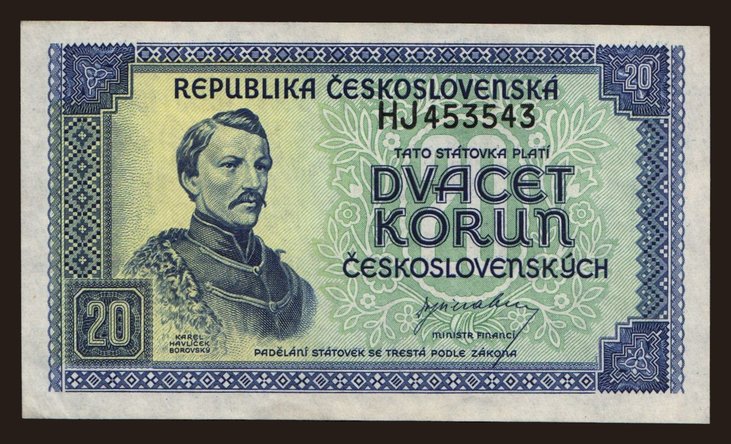 20
REPUBLIKA ČESKOSLOVENSKÁ
HJ 453543
TATO STÁTOVKA PLATÍ
DVACET
KORUN
ČESKOSLOVENSKÝCH
MINISTR FINANCÍ
20
KAREL
HAVLÍČEK
BOROVSKÝ
PADĚLÁNÍ STÁTOVEK SE TRESTÁ PODLE ZÁKONA